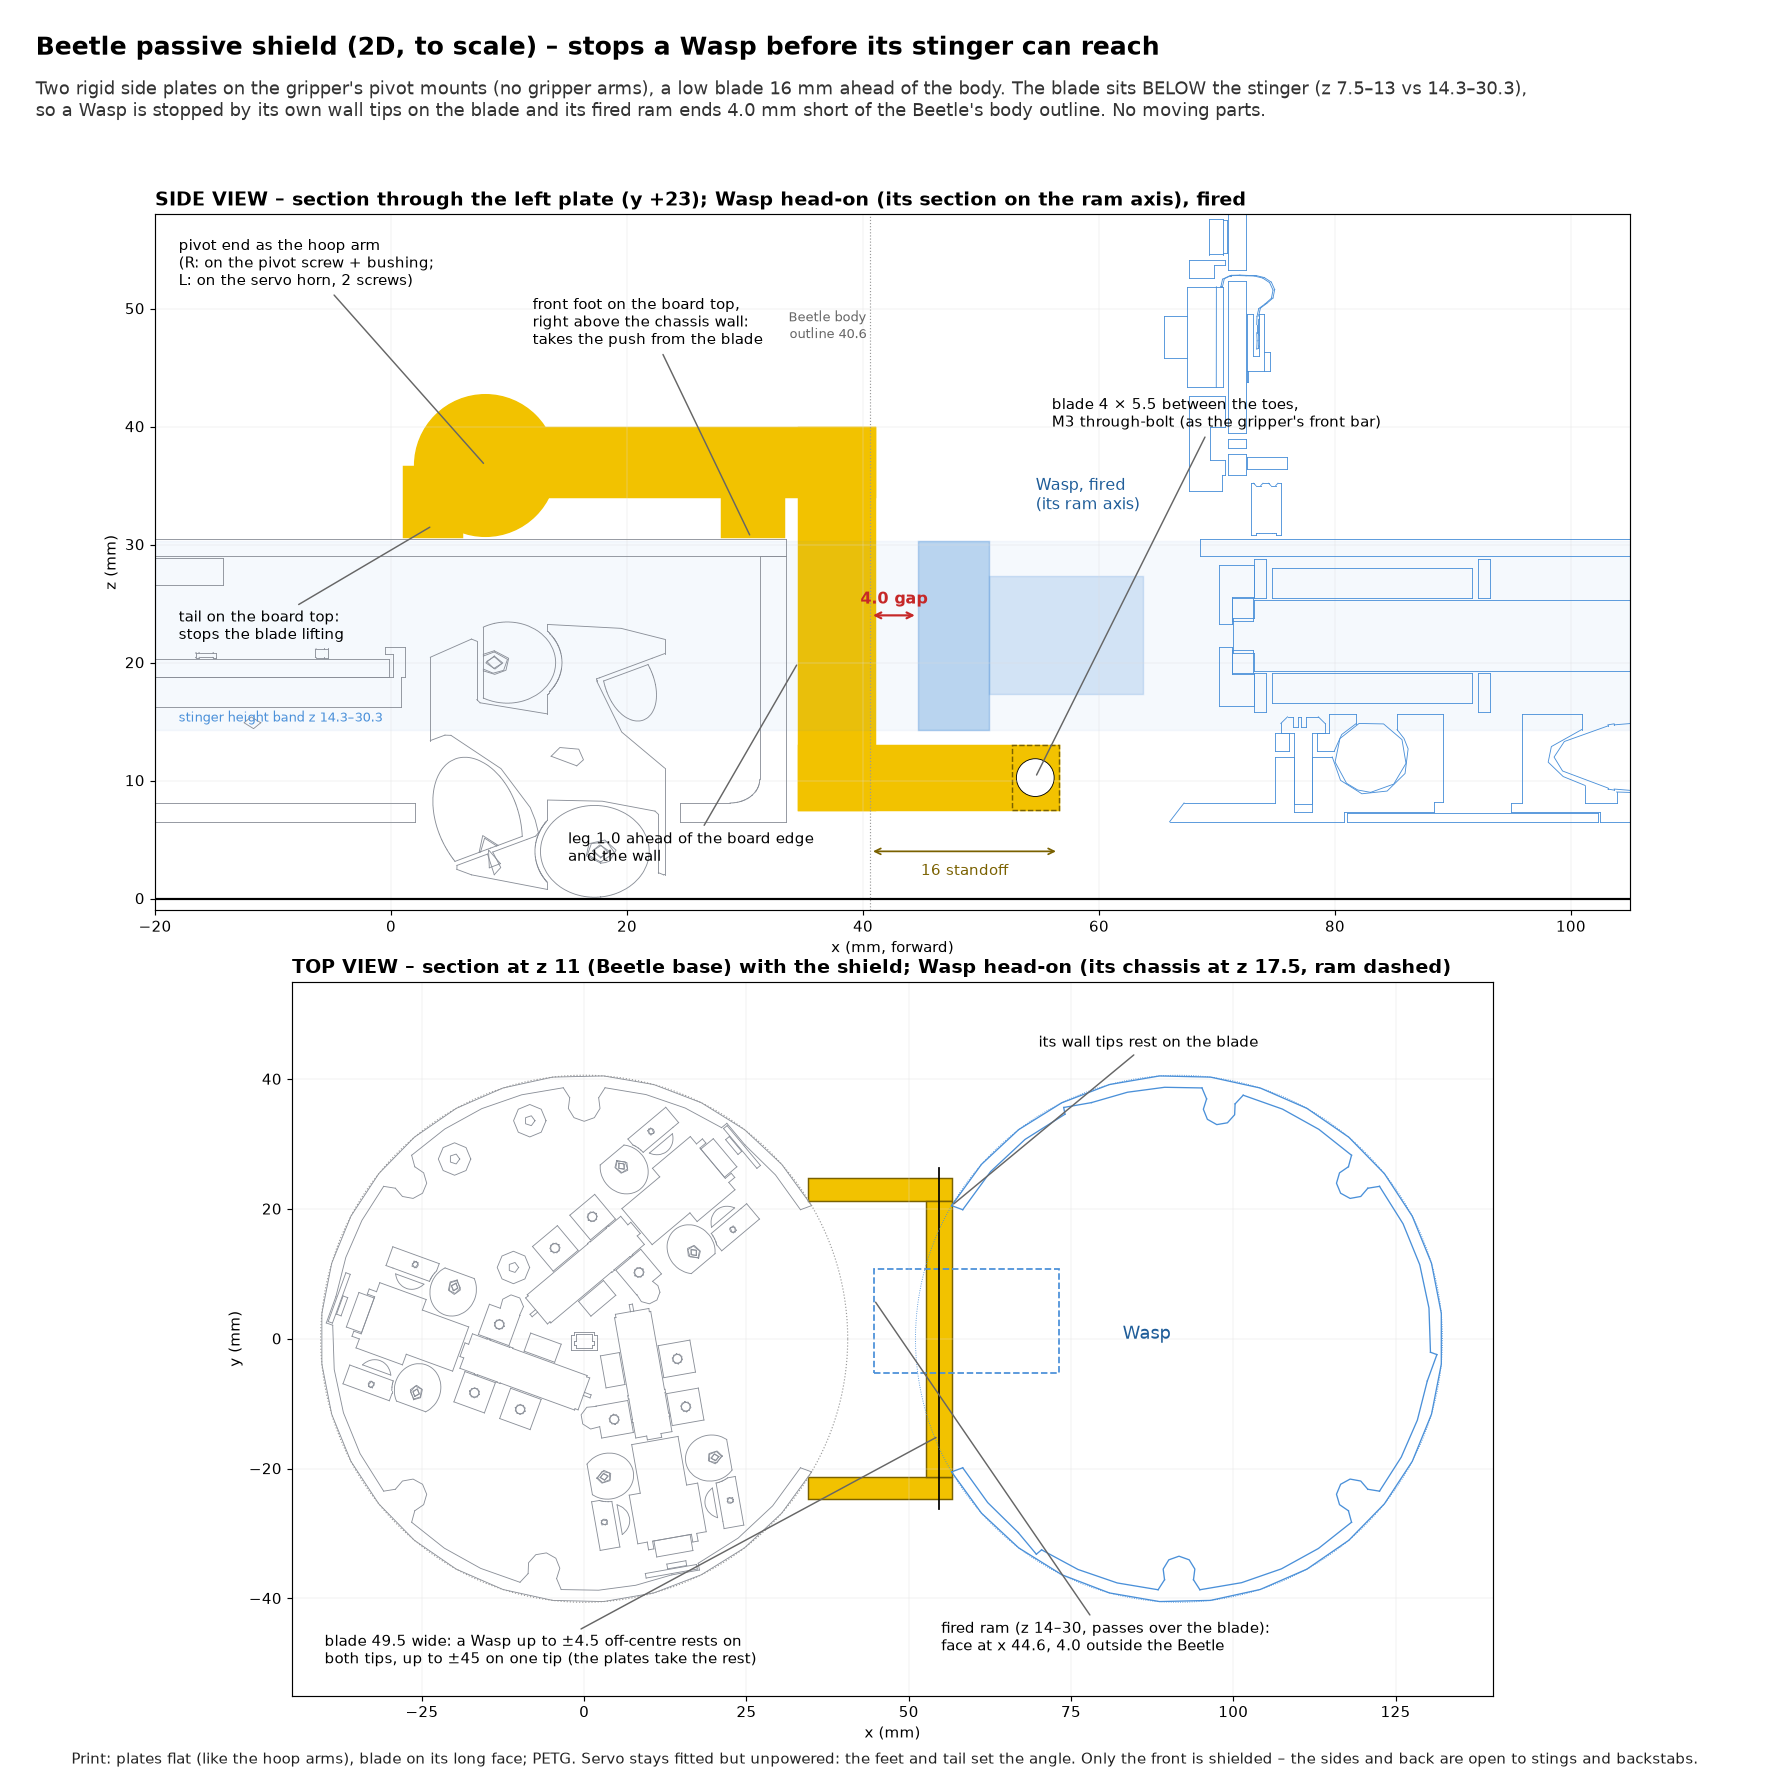 Beetle passive shield (2D, to scale) – stops a Wasp before its stinger can reach
Two rigid side plates on the gripper's pivot mounts (no gripper arms), a low blade 16 mm ahead of the body. The blade sits BELOW the stinger (z 7.5–13 vs 14.3–30.3),
so a Wasp is stopped by its own wall tips on the blade and its fired ram ends 4.0 mm short of the Beetle's body outline. No moving parts.
SIDE VIEW – section through the left plate (y +23); Wasp head-on (its section on the ram axis), fired
pivot end as the hoop arm
(R: on the pivot screw + bushing;
L: on the servo horn, 2 screws)
front foot on the board top,
right above the chassis wall:
takes the push from the blade
Beetle body
outline 40.6
blade 4 × 5.5 between the toes,
M3 through-bolt (as the gripper's front bar)
Wasp, fired
(its ram axis)
4.0 gap
tail on the board top:
stops the blade lifting
stinger height band z 14.3–30.3
leg 1.0 ahead of the board edge
and the wall
16 standoff
50
40
30
20
10
0
z (mm)
−20
0
20
40
60
80
100
x (mm, forward)
TOP VIEW – section at z 11 (Beetle base) with the shield; Wasp head-on (its chassis at z 17.5, ram dashed)
its wall tips rest on the blade
Wasp
fired ram (z 14–30, passes over the blade):
face at x 44.6, 4.0 outside the Beetle
blade 49.5 wide: a Wasp up to ±4.5 off-centre rests on
both tips, up to ±45 on one tip (the plates take the rest)
40
20
0
−20
−40
y (mm)
−25
0
25
50
75
100
125
x (mm)
Print: plates flat (like the hoop arms), blade on its long face; PETG. Servo stays fitted but unpowered: the feet and tail set the angle. Only the front is shielded – the sides and back are open to stings and backstabs.